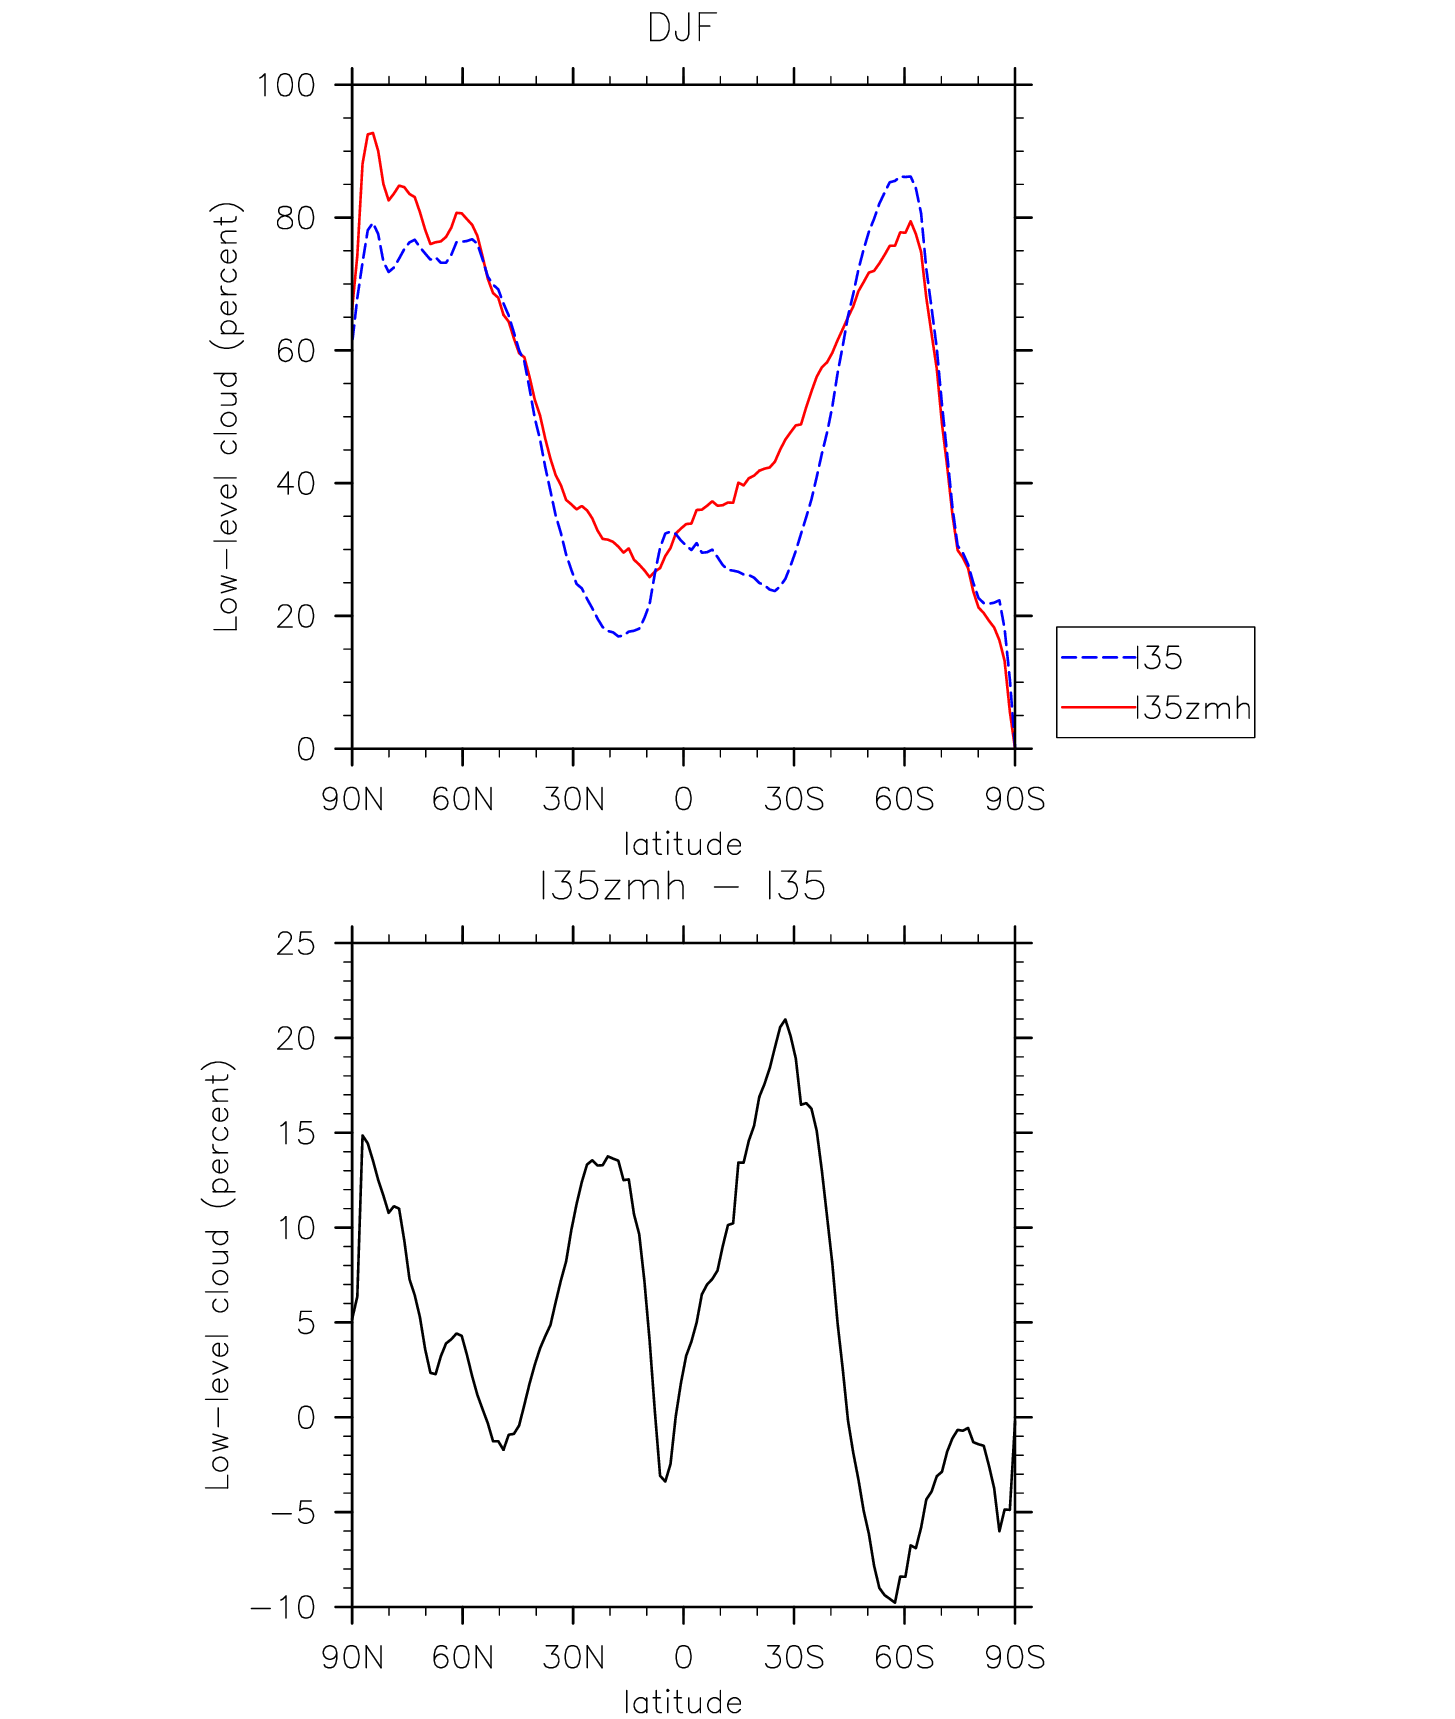 DJF
100
80
60
40
20
0
Low-level cloud (percent)
90N 60N 30N 0 30S 60S 90S
latitude
I35
I35zmh
I35zmh - I35
25
20
15
10
5
0
-5
-10
Low-level cloud (percent)
90N 60N 30N 0 30S 60S 90S
latitude